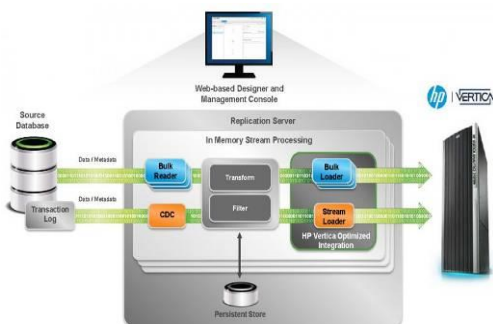 Web-based Designer and
Management Console
hp | VERTICA
Source
Database
Replication Server
In Memory Stream Processing
Data / Metadata
Bulk
Reader
Transform
Bulk
Loader
Data / Metadata
Transaction
Log
CDC
Filter
Stream
Loader
HP Vertica Optimized
Integration
Persistent Store